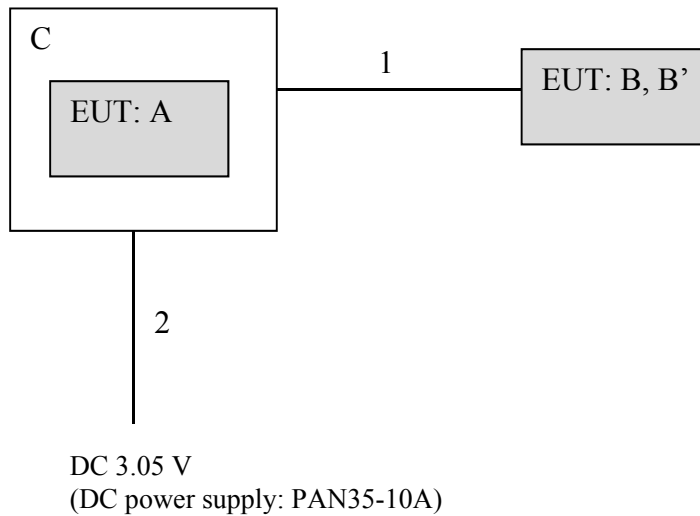 C
1
EUT: A
EUT: B, B’
2
DC 3.05 V
(DC power supply: PAN35-10A)